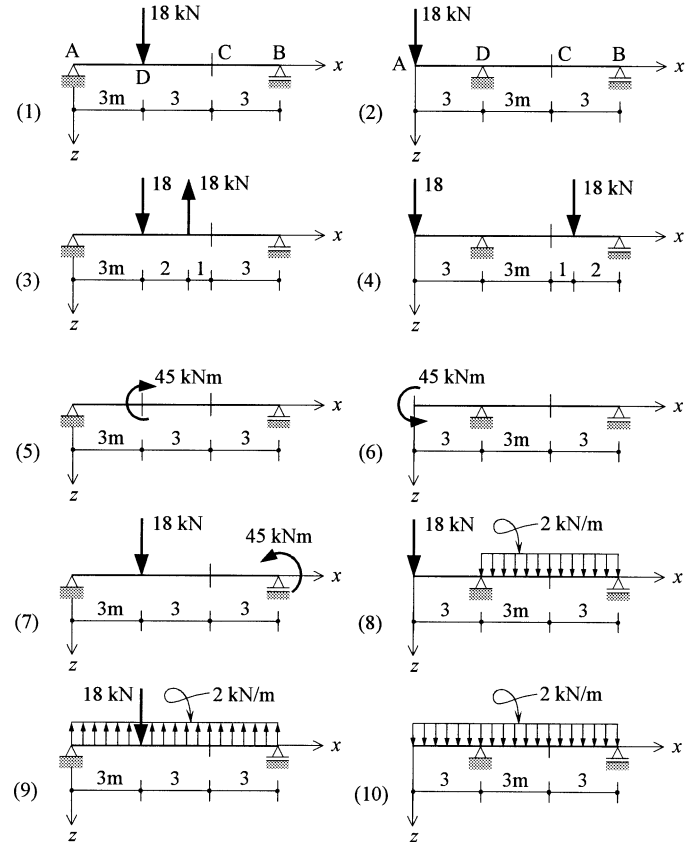 18 kN
A D C B x
3m 3 3
(1)
z
18 kN
A D C B x
3 3m 3
(2)
z
18 18 kN
x
3m 2 1 3
(3)
z
18 18 kN
x
3 3m 1 2
(4)
z
45 kNm
x
3m 3 3
(5)
z
45 kNm
x
3 3m 3
(6)
z
18 kN 45 kNm
x
3m 3 3
(7)
z
18 kN 2 kN/m
x
3 3m 3
(8)
z
18 kN 2 kN/m
x
3m 3 3
(9)
z
2 kN/m
x
3 3m 3
(10)
z